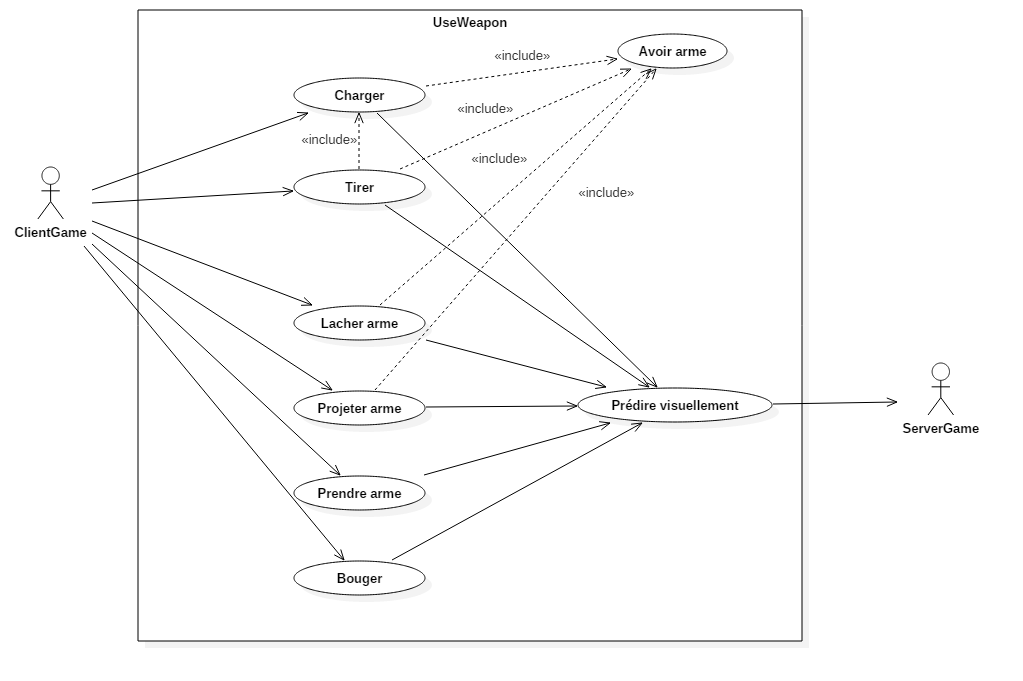 UseWeapon
Avoir arme
«include»
Charger
«include»
«include»
«include»
Tirer
«include»
ClientGame
Lacher arme
Projeter arme
Prédire visuellement
ServerGame
Prendre arme
Bouger